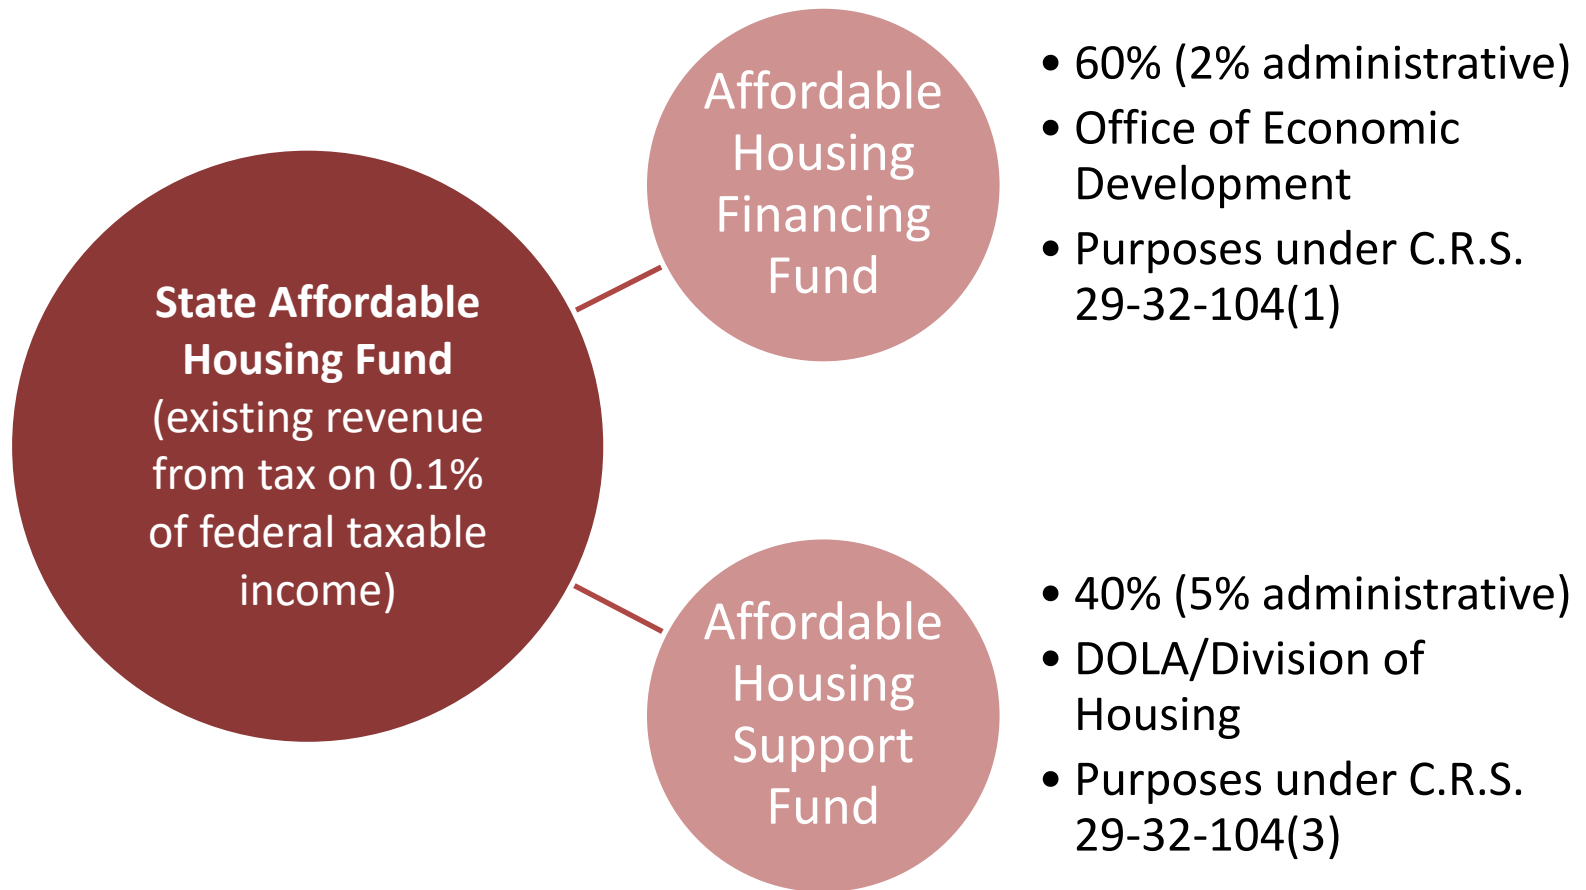 State Affordable
Housing Fund
(existing revenue
from tax on 0.1%
of federal taxable
income)
Affordable
Housing
Financing
Fund
• 60% (2% administrative)
• Office of Economic
Development
• Purposes under C.R.S.
29-32-104(1)
Affordable
Housing
Support
Fund
• 40% (5% administrative)
• DOLA/Division of
Housing
• Purposes under C.R.S.
29-32-104(3)